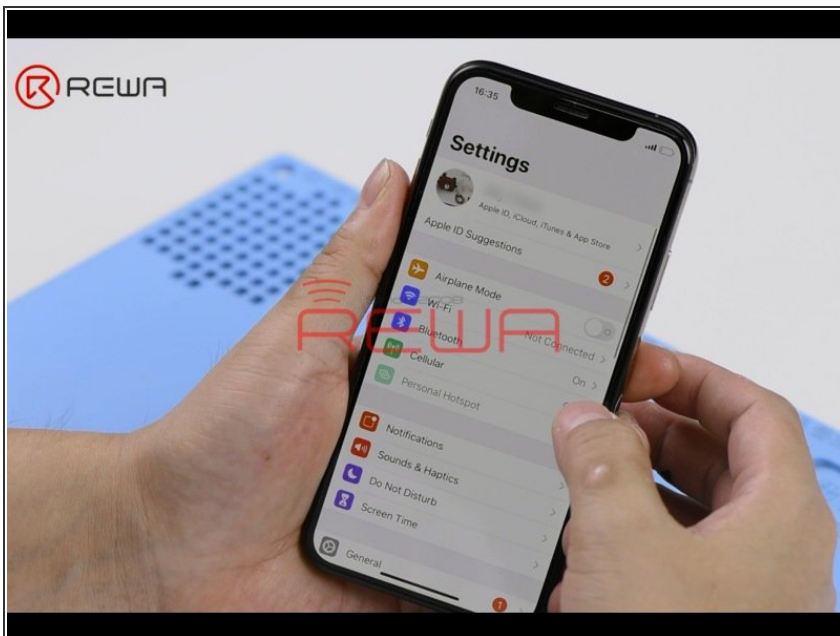 REWA
16:35
Settings
Apple ID, iCloud, iTunes & App Store
Apple ID Suggestions
2
Airplane Mode
Wi-Fi
Not Connected
Bluetooth
On
Cellular
Personal Hotspot
REWA
Notifications
Sounds & Haptics
Do Not Disturb
Screen Time
General
1